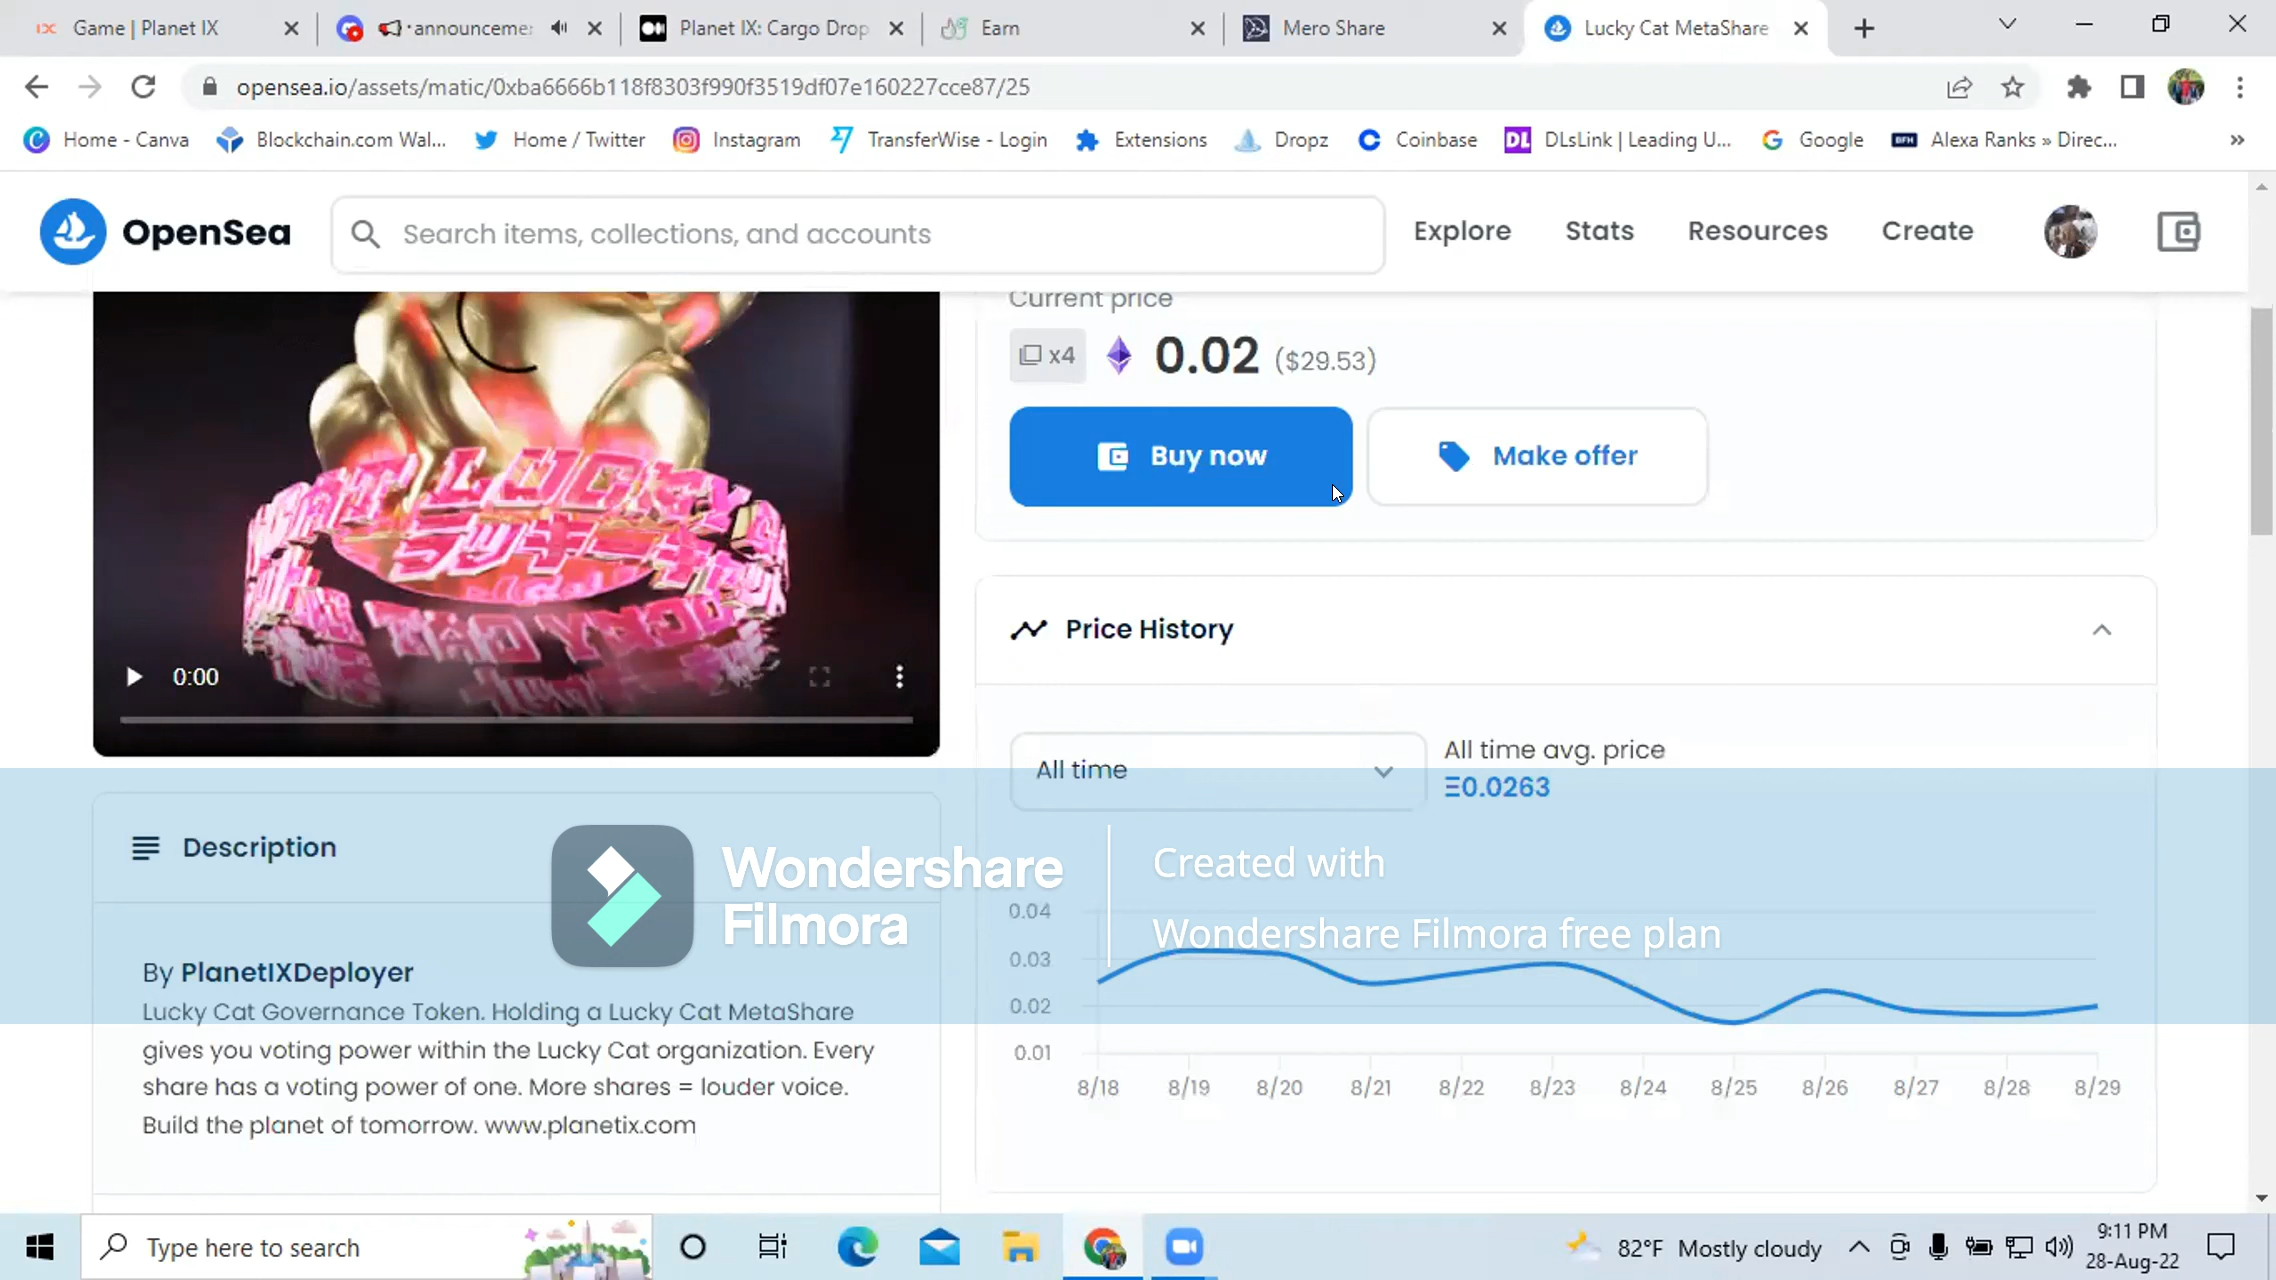 Game | Planet IX
announceme
Planet IX: Cargo Drop
Earn
Mero Share
Lucky Cat MetaShare
opensea.io/assets/matic/0xba6666b118f8303f990f3519df07e160227cce87/25
Home - Canva
Blockchain.com Wal...
Home / Twitter
Instagram
TransferWise - Login
Extensions
Dropz
Coinbase
DL
DLsLink | Leading U...
Google
Alexa Ranks » Direc...
OpenSea
Search items, collections, and accounts
Explore
Stats
Resources
Create
Current price
x4
0.02 ($29.53)
Buy now
Make offer
LUCKY
0:00
Price History
All time
All time avg. price
Ξ0.0263
Description
Wondershare
Filmora
Created with
Wondershare Filmora free plan
By PlanetIXDeployer
Lucky Cat Governance Token. Holding a Lucky Cat MetaShare
gives you voting power within the Lucky Cat organization. Every
share has a voting power of one. More shares = louder voice.
Build the planet of tomorrow. www.planetix.com
0.04
0.03
0.02
0.01
8/18 8/19 8/20 8/21 8/22 8/23 8/24 8/25 8/26 8/27 8/28 8/29
Type here to search
82°F Mostly cloudy
9:11 PM
28-Aug-22